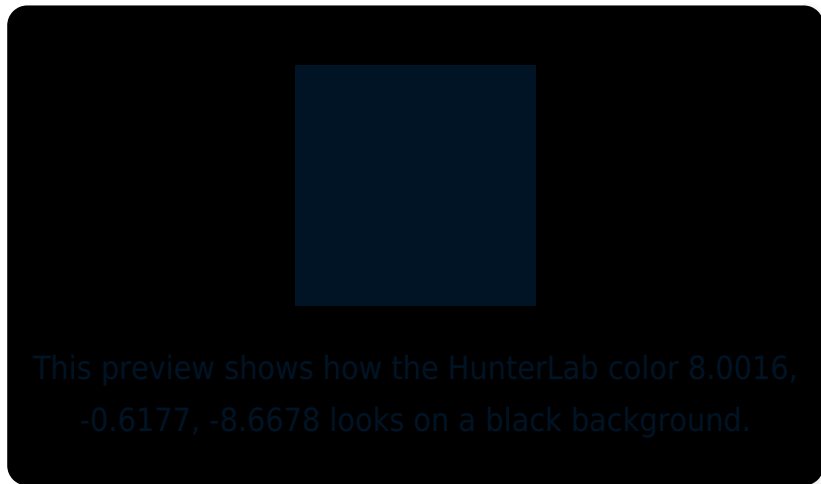 This preview shows how the HunterLab color 8.0016,
-0.6177, -8.6678 looks on a black background.